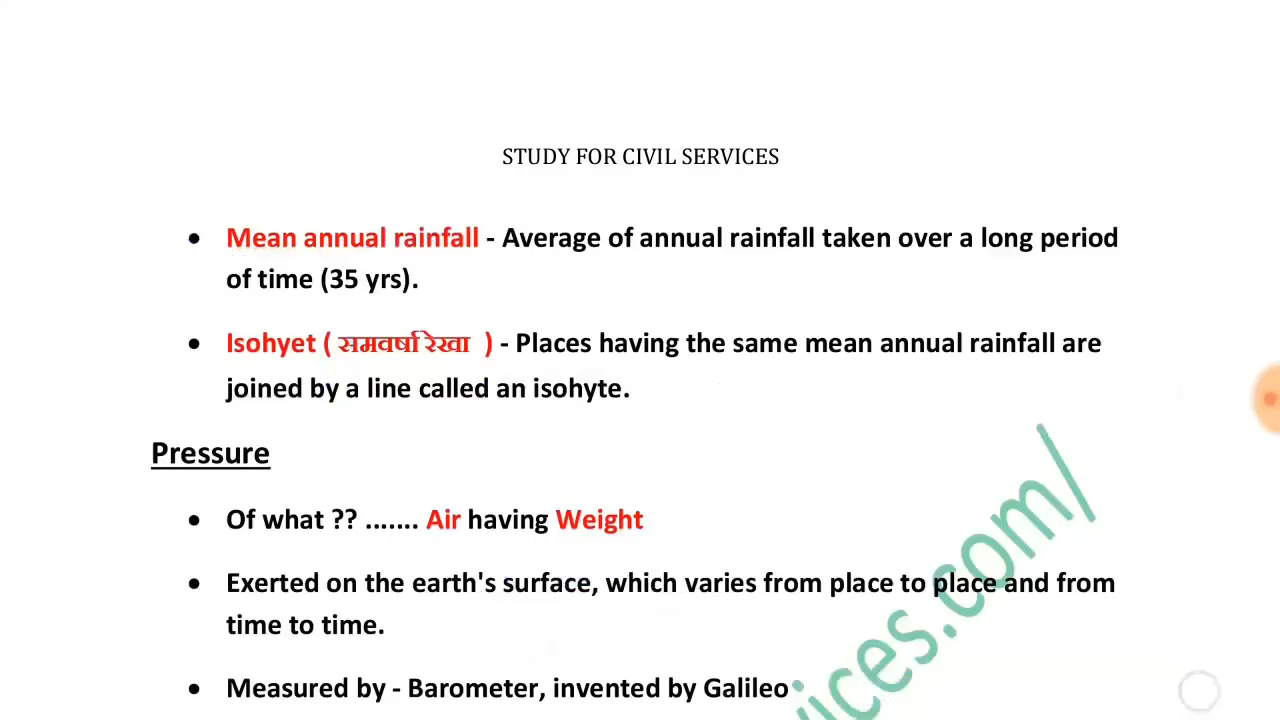 STUDY FOR CIVIL SERVICES
• Mean annual rainfall - Average of annual rainfall taken over a long period
of time (35 yrs).
• Isohyet ( समवर्षा रेखा ) - Places having the same mean annual rainfall are
joined by a line called an isohyte.
Pressure
• Of what ?? ....... Air having Weight
• Exerted on the earth's surface, which varies from place to place and from
time to time.
• Measured by - Barometer, invented by Galileo
vices.com/